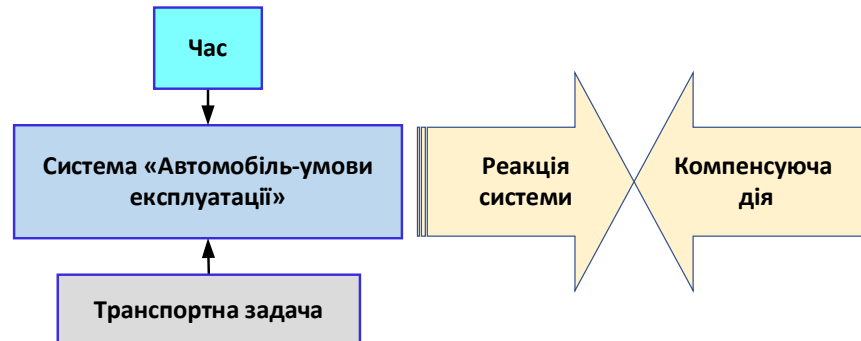 Час
Система «Автомобіль-умови
експлуатації»
Реакція
системи
Компенсуюча
дія
Транспортна задача